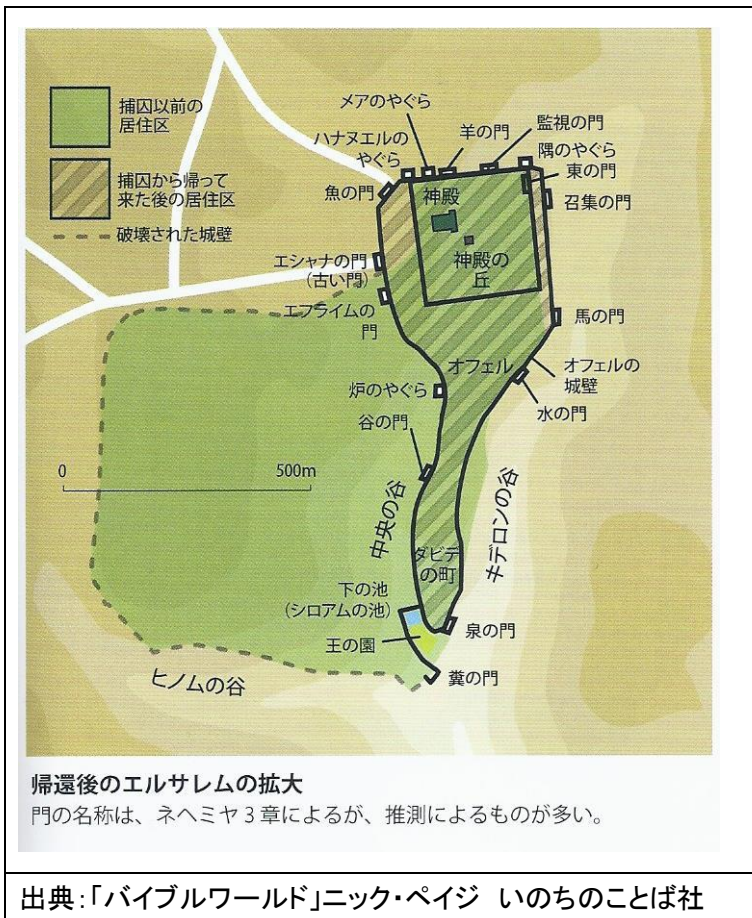 捕囚以前の
居住区
捕囚から帰って
来た後の居住区
破壊された城壁
メアのやぐら
ハナヌエルの
やぐら
羊の門
監視の門
隅のやぐら
東の門
召集の門
魚の門
神殿
神殿の
丘
エシャナの門
(古い門)
エフライムの
門
馬の門
オフェル
オフェルの
城壁
水の門
炉のやぐら
谷の門
0 500m
中央の谷
キデロンの谷
ダビデ
の町
下の池
(シロアムの池)
王の園
泉の門
糞の門
ヒノムの谷
帰還後のエルサレムの拡大
門の名称は、ネヘミヤ3章によるが、推測によるものが多い。
出典:「バイブルワールド」ニック・ペイジ いのちのことば社